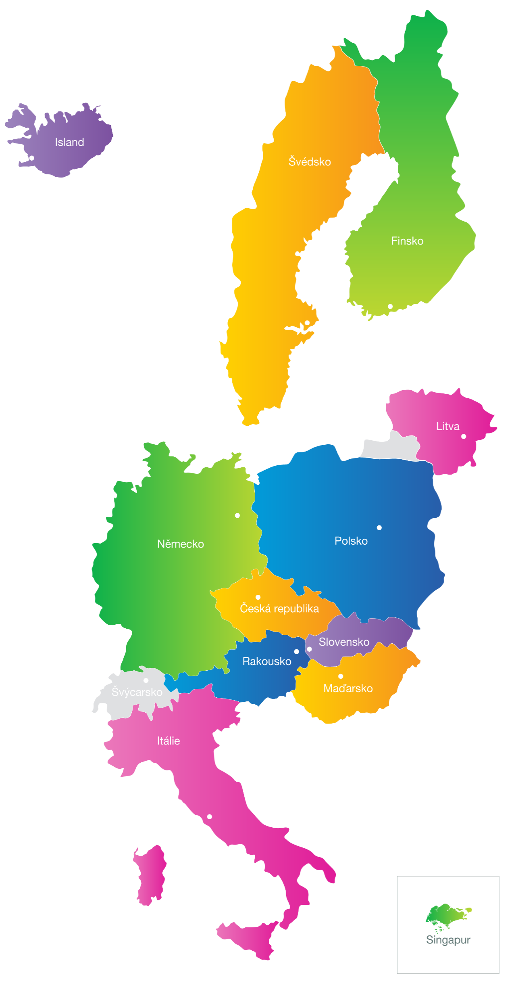 Island
Švédsko
Finsko
Litva
Německo
Polsko
Česká republika
Slovensko
Rakousko
Maďarsko
Švýcarsko
Itálie
Singapur